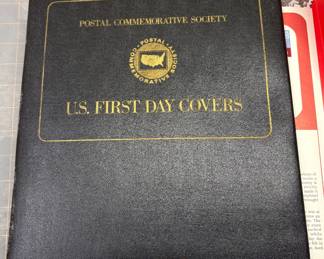 POSTAL COMMEMORATIVE SOCIETY
POSTAL
COMMEMORATIVE SOCIETY
U.S. FIRST DAY COVERS